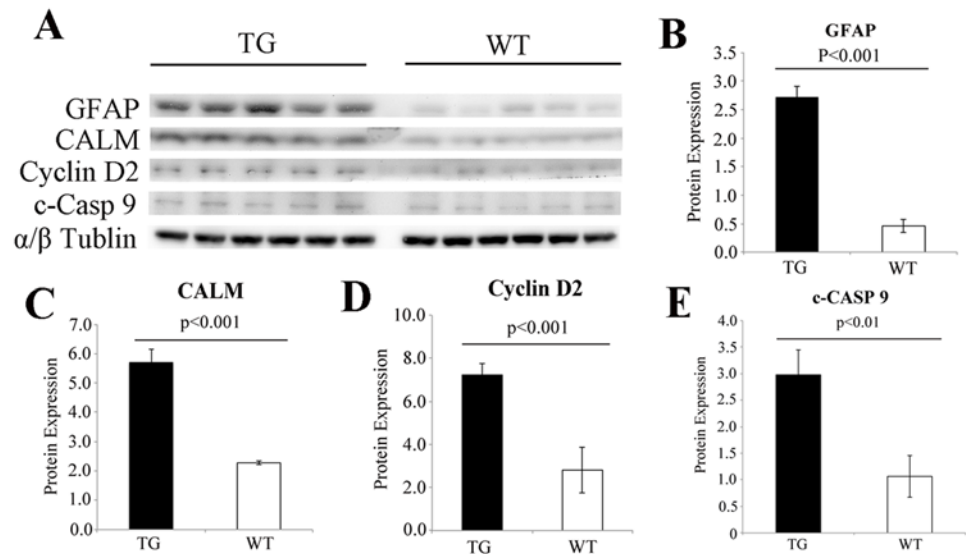 A
TG WT
GFAP
CALM
Cyclin D2
c-Casp 9
α/β Tublin
B
GFAP
P<0.001
Protein Expression
3.5
3.0
2.5
2.0
1.5
1.0
0.5
0.0
TG WT
C
CALM
p<0.001
Protein Expression
7.0
6.0
5.0
4.0
3.0
2.0
1.0
0.0
TG WT
D
Cyclin D2
p<0.001
Protein Expression
10.0
8.0
6.0
4.0
2.0
0.0
TG WT
E
c-CASP 9
p<0.01
Protein Expression
4.0
3.5
3.0
2.5
2.0
1.5
1.0
0.5
0
TG WT